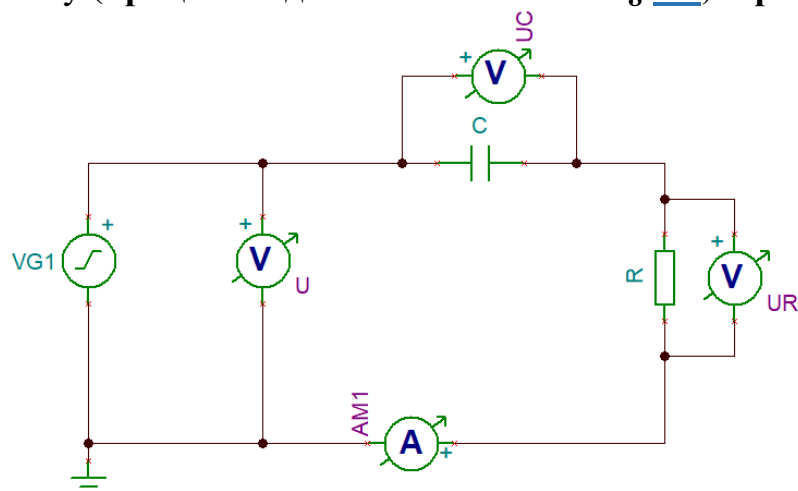 UC
+ V
C
+ + +
VG1 V V
U R UR
AM1
A +